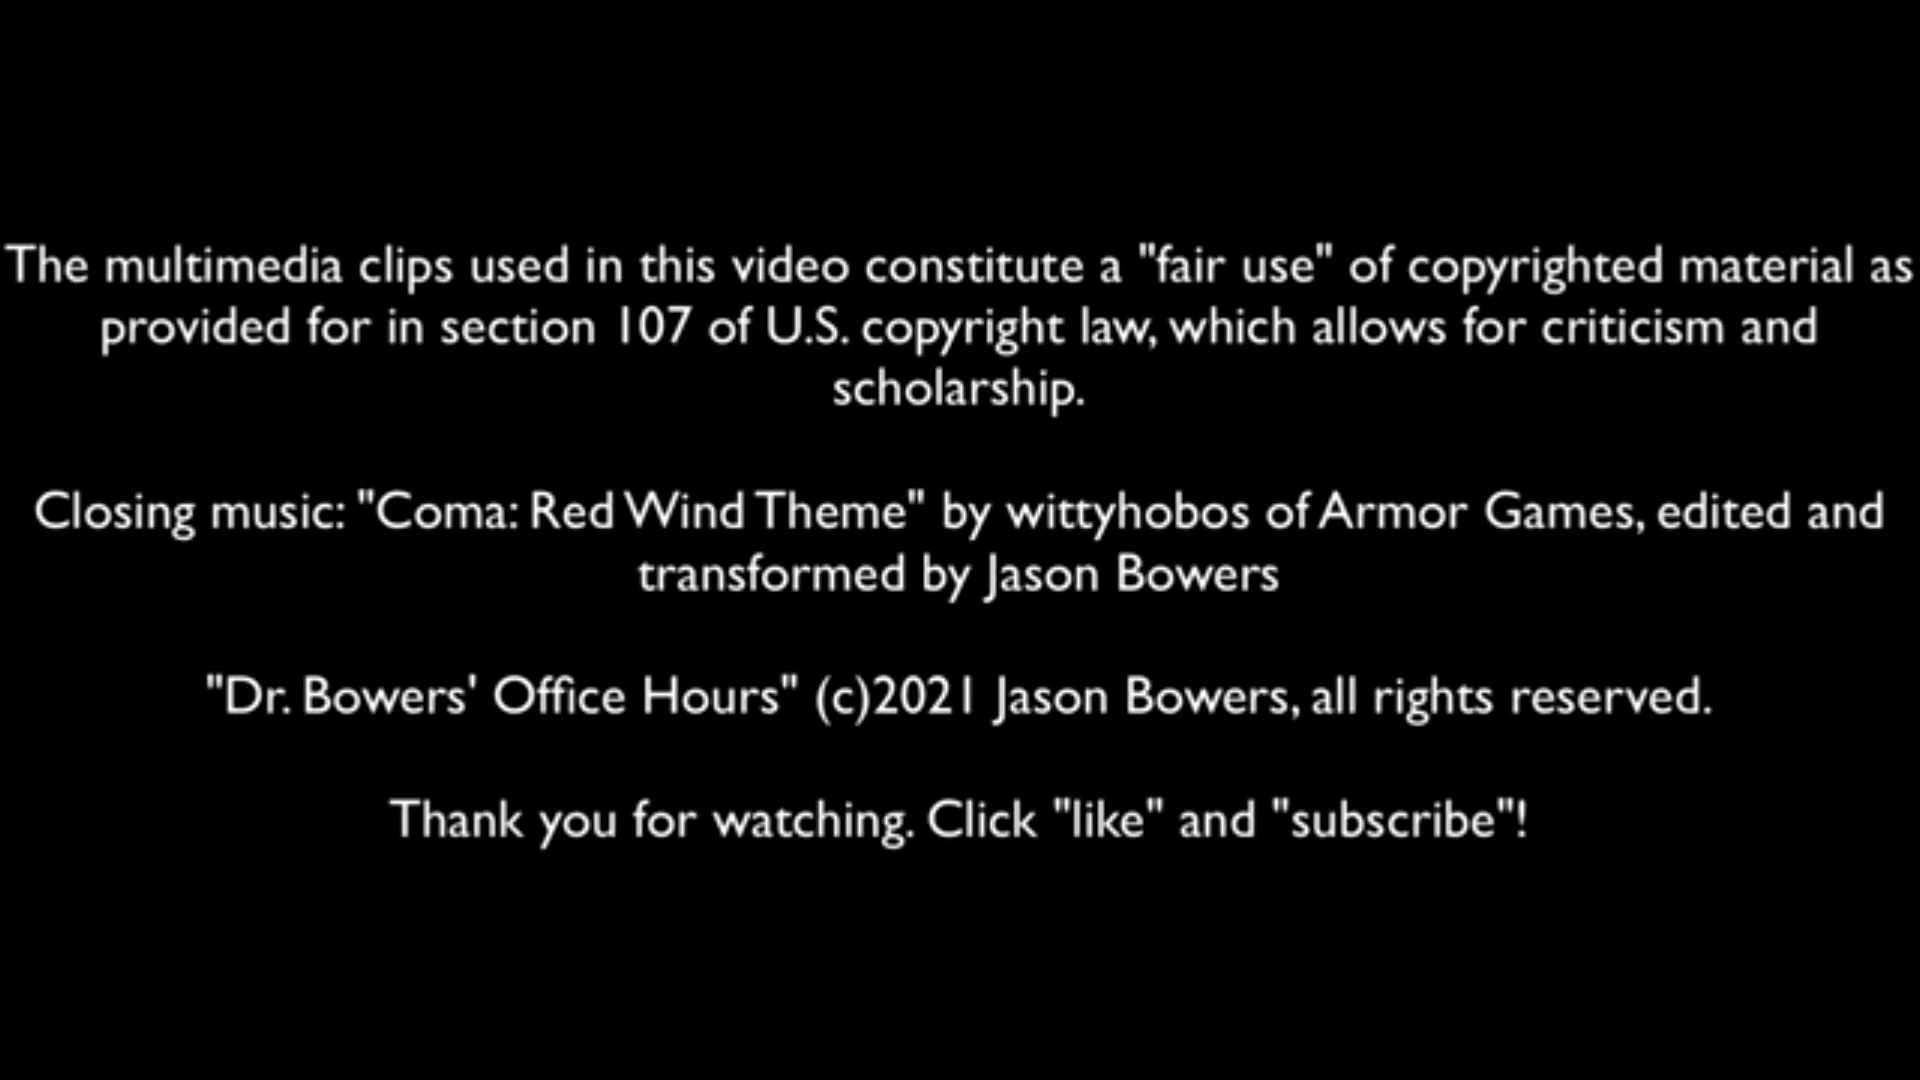 The multimedia clips used in this video constitute a "fair use" of copyrighted material as
provided for in section 107 of U.S. copyright law, which allows for criticism and
scholarship.
Closing music: "Coma: Red Wind Theme" by wittyhobos of Armor Games, edited and
transformed by Jason Bowers
"Dr. Bowers' Office Hours" (c)2021 Jason Bowers, all rights reserved.
Thank you for watching. Click "like" and "subscribe"!